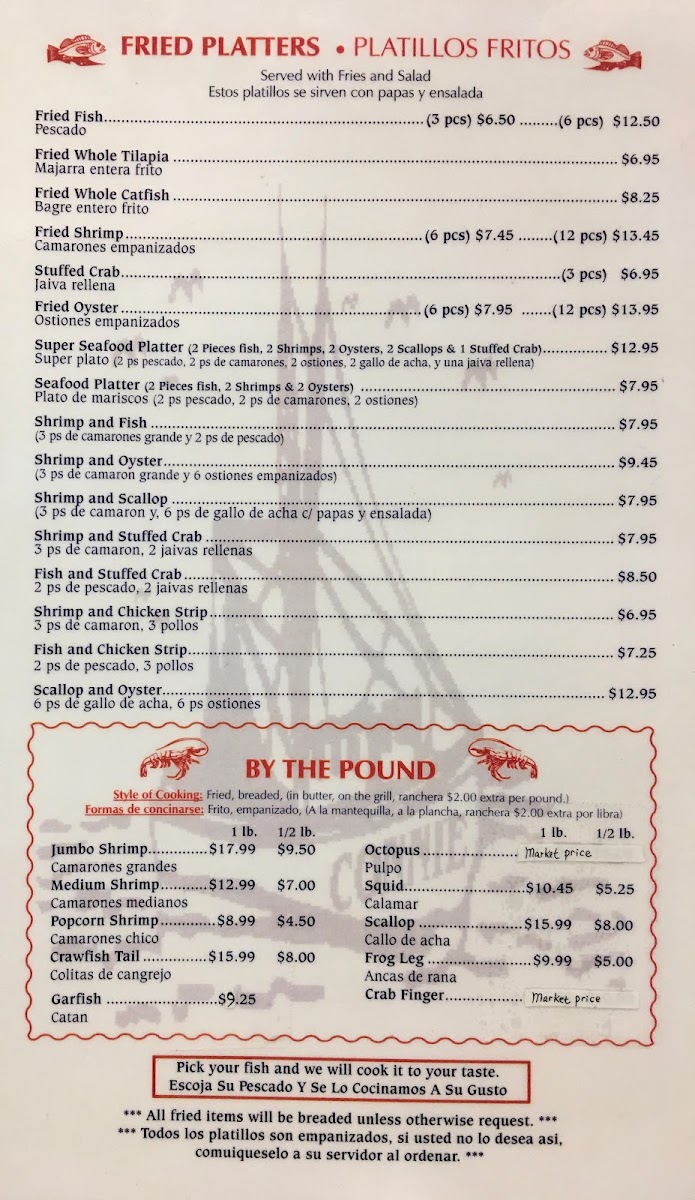 FRIED PLATTERS • PLATILLOS FRITOS
Served with Fries and Salad
Estos platillos se sirven con papas y ensalada
Fried Fish..........(3 pcs) $6.50 ........(6 pcs) $12.50
Pescado
Fried Whole Tilapia .......... $6.95
Majarra entera frito
Fried Whole Catfish .......... $8.25
Bagre entero frito
Fried Shrimp..........(6 pcs) $7.45 ........(12 pcs) $13.45
Camarones empanizados
Stuffed Crab..........(3 pcs) $6.95
Jaiva rellena
Fried Oyster..........(6 pcs) $7.95 .......(12 pcs) $13.95
Ostiones empanizados
Super Seafood Platter (2 Pieces fish, 2 Shrimps, 2 Oysters, 2 Scallops & 1 Stuffed Crab).......... $12.95
Super plato (2 ps pescado, 2 ps de camarones, 2 ostiones, 2 gallo de acha, y una jaiva rellena)
Seafood Platter (2 Pieces fish, 2 Shrimps & 2 Oysters) .......... $7.95
Plato de mariscos (2 ps pescado, 2 ps de camarones, 2 ostiones)
Shrimp and Fish .......... $7.95
(3 ps de camarones grande y 2 ps de pescado)
Shrimp and Oyster.......... $9.45
(3 ps de camaron grande y 6 ostiones empanizados)
Shrimp and Scallop .......... $7.95
(3 ps de camaron y, 6 ps de gallo de acha c/ papas y ensalada)
Shrimp and Stuffed Crab .......... $7.95
3 ps de camaron, 2 jaivas rellenas
Fish and Stuffed Crab.......... $8.50
2 ps de pescado, 2 jaivas rellenas
Shrimp and Chicken Strip.......... $6.95
3 ps de camaron, 3 pollos
Fish and Chicken Strip.......... $7.25
2 ps de pescado, 3 pollos
Scallop and Oyster.......... $12.95
6 ps de gallo de acha, 6 ps ostiones
BY THE POUND
Style of Cooking: Fried, breaded, (in butter, on the grill, ranchera $2.00 extra per pound.)
Formas de concinarse: Frito, empanizado, (A la mantequilla, a la plancha, ranchera $2.00 extra por libra)
1 lb. 1/2 lb.
Jumbo Shrimp..........$17.99 $9.50
Camarones grandes
Medium Shrimp..........$12.99 $7.00
Camarones medianos
Popcorn Shrimp..........$8.99 $4.50
Camarones chico
Crawfish Tail ..........$15.99 $8.00
Colitas de cangrejo
Garfish ..........$9.25
Catan
1 lb. 1/2 lb.
Octopus .......... Market price
Pulpo
Squid..........$10.45 $5.25
Calamar
Scallop ..........$15.99 $8.00
Callo de acha
Frog Leg ..........$9.99 $5.00
Ancas de rana
Crab Finger.......... Market price
Pick your fish and we will cook it to your taste.
Escoja Su Pescado Y Se Lo Cocinamos A Su Gusto
*** All fried items will be breaded unless otherwise request. ***
*** Todos los platillos son empanizados, si usted no lo desea asi,
comuiqueselo a su servidor al ordenar. ***